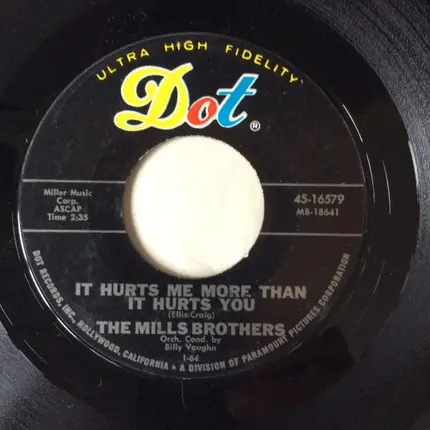 ULTRA HIGH FIDELITY
Dot®
Miller Music
Corp.
ASCAP
Time 2:35
45-16579
MB-18641
IT HURTS ME MORE THAN
IT HURTS YOU
(Ellis-Craig)
THE MILLS BROTHERS
Orch. Cond. by
Billy Vaughn
1-64
DOT RECORDS, INC., HOLLYWOOD, CALIFORNIA • A DIVISION OF PARAMOUNT PICTURES CORPORATION